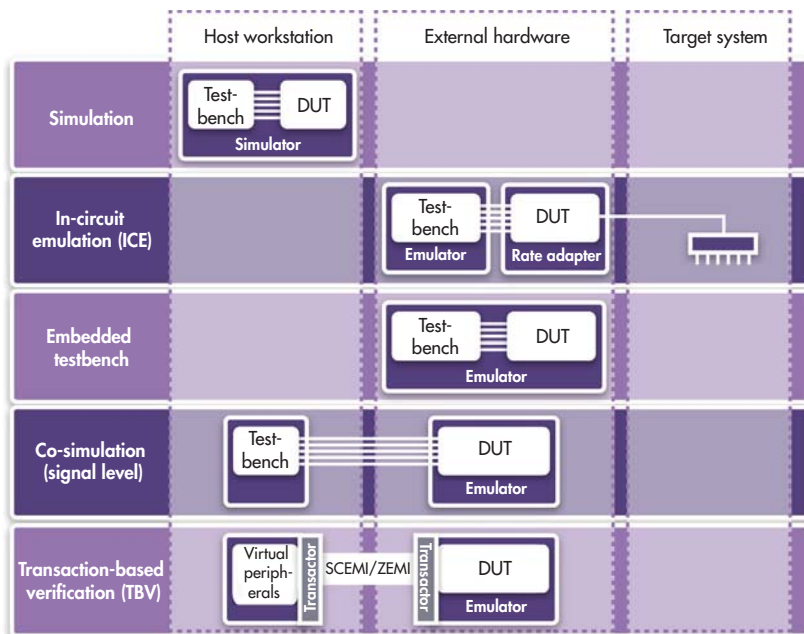 Host workstation
External hardware
Target system
Simulation
Test-
bench
DUT
Simulator
In-circuit
emulation (ICE)
Test-
bench
Emulator
DUT
Rate adapter
Embedded
testbench
Test-
bench
DUT
Emulator
Co-simulation
(signal level)
Test-
bench
DUT
Emulator
Transaction-based
verification (TBV)
Virtual
periph-
erals
Transactor
SCEMI/ZEMI
Transactor
DUT
Emulator